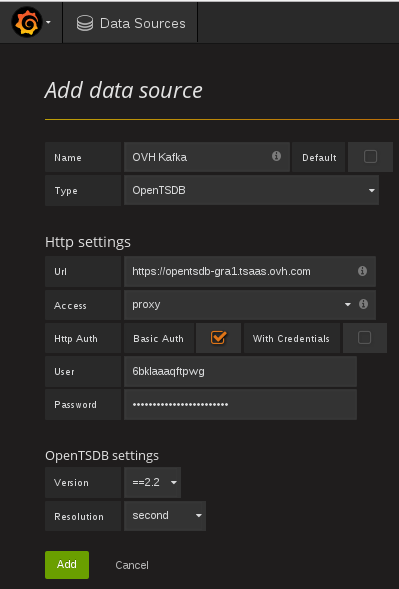 Data Sources
Add data source
Name OVH Kafka Default
Type OpenTSDB
Http settings
Url https://opentsdb-gra1.tsaas.ovh.com
Access proxy
Http Auth Basic Auth With Credentials
User 6bklaaaqftpwg
Password ••••••••••••••••••••••••
OpenTSDB settings
Version ==2.2
Resolution second
Add Cancel